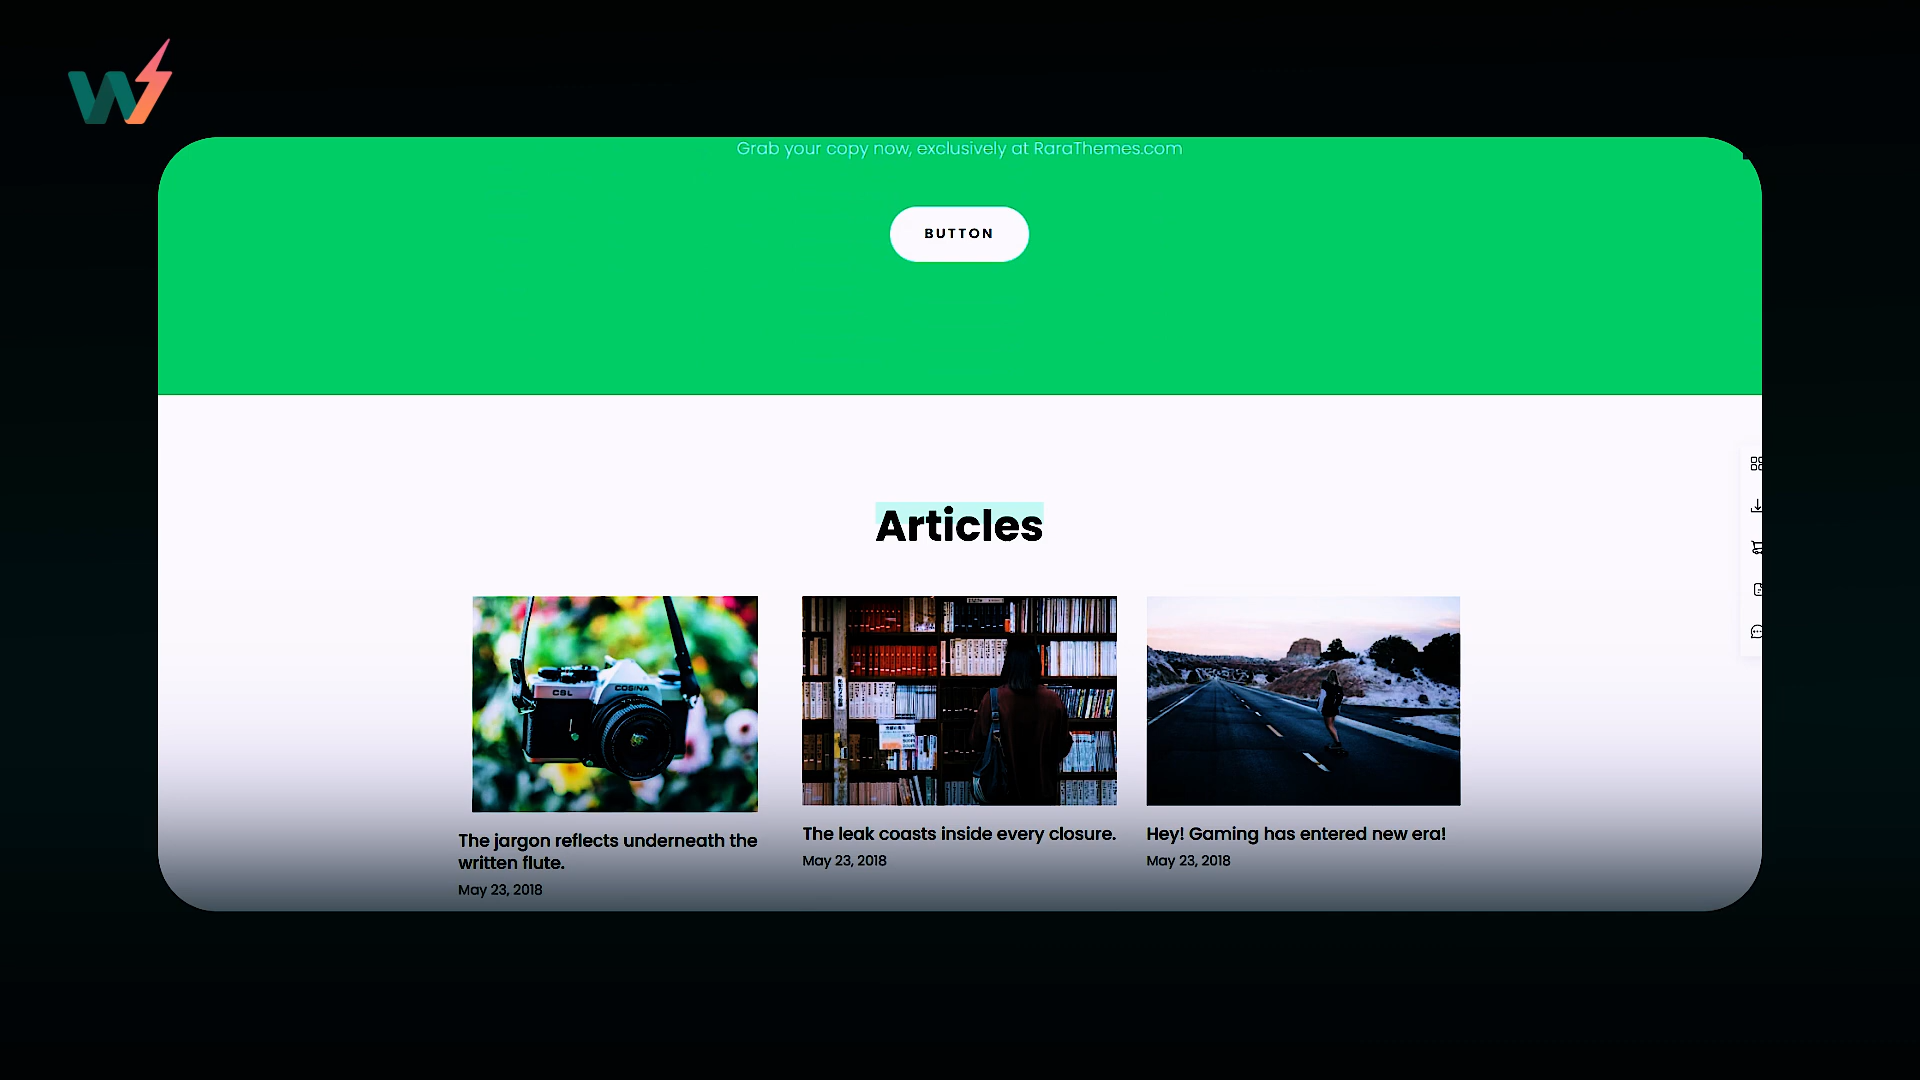 Grab your copy now, exclusively at RaraThemes.com
BUTTON
Articles
CSL
COSINA
The jargon reflects underneath the
written flute.
May 23, 2018
The leak coasts inside every closure.
May 23, 2018
Hey! Gaming has entered new era!
May 23, 2018